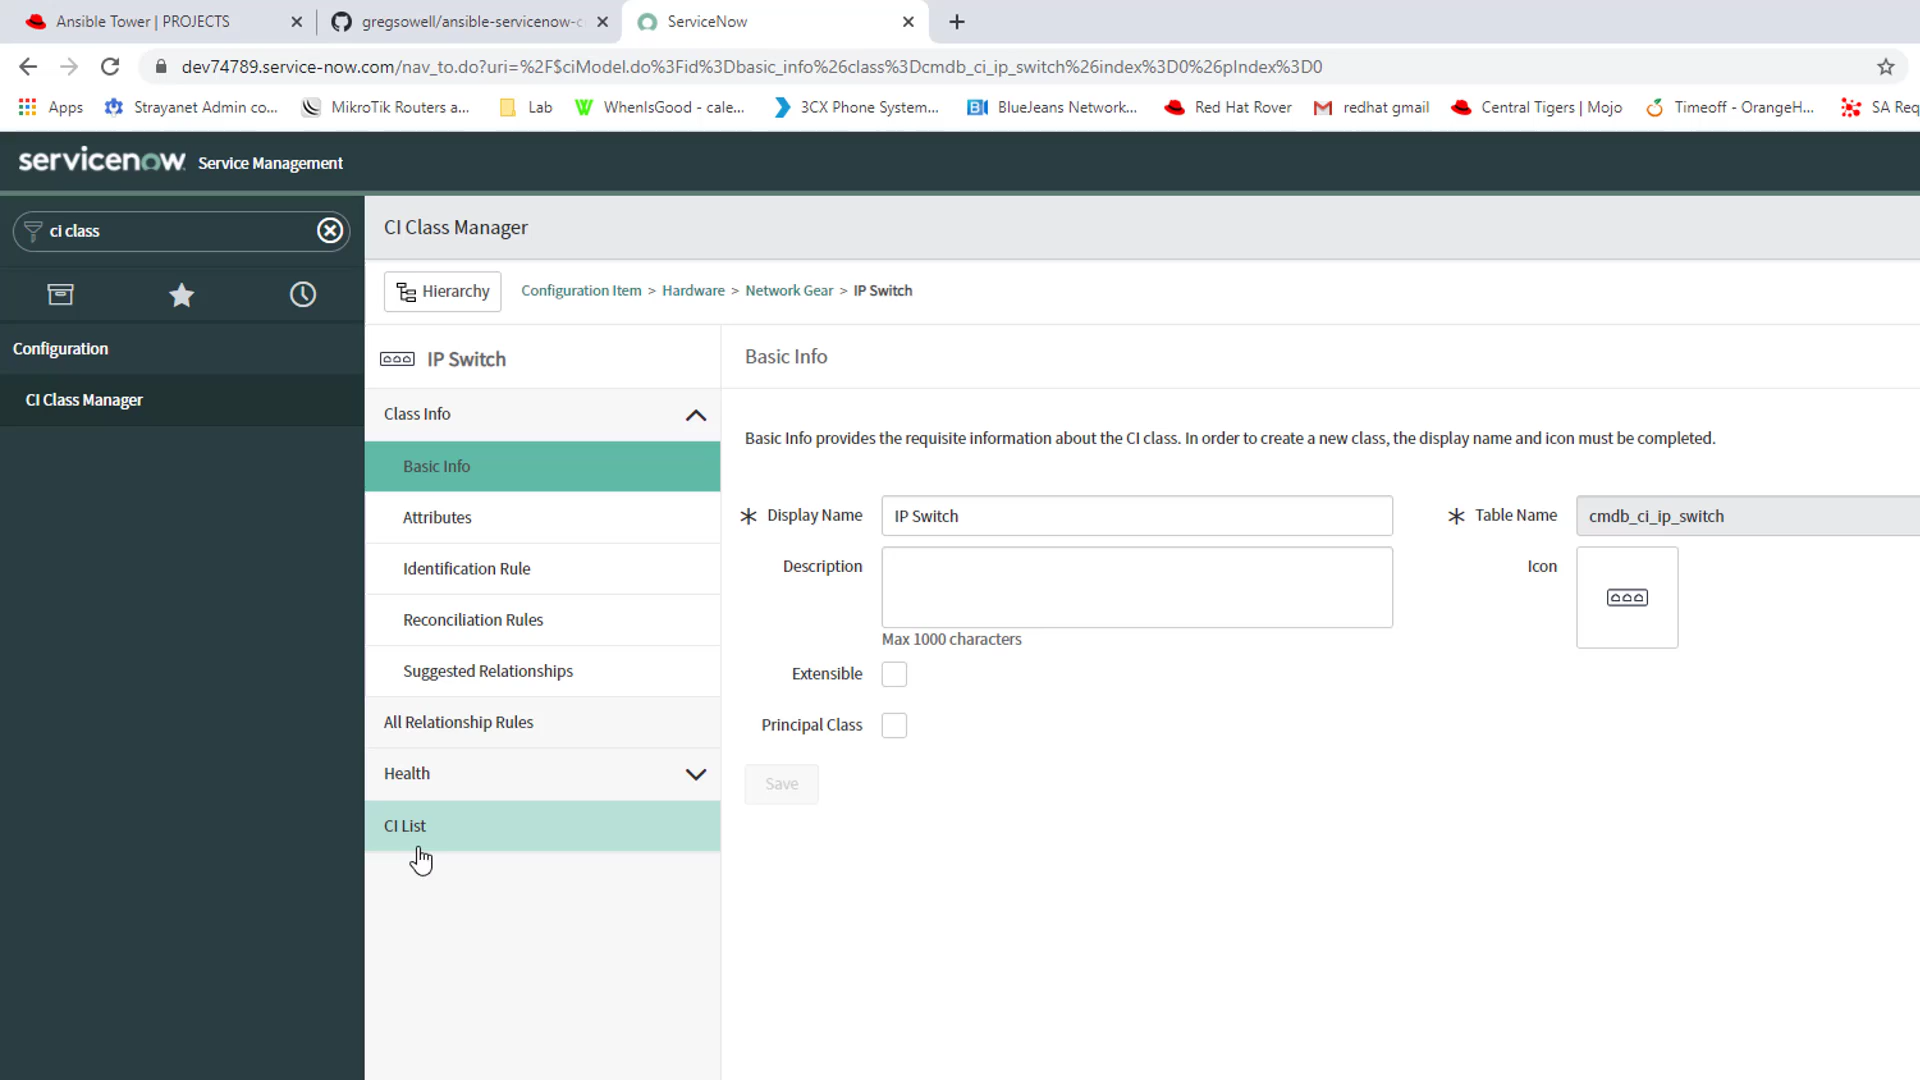 Ansible Tower | PROJECTS
gregsowell/ansible-servicenow-c
ServiceNow
dev74789.service-now.com/nav_to.do?uri=%2F$ciModel.do%3Fid%3Dbasic_info%26class%3Dcmdb_ci_ip_switch%26index%3D0%26pIndex%3D0
Apps
Strayanet Admin co...
MikroTik Routers a...
Lab
WhenIsGood - cale...
3CX Phone System...
BlueJeans Network...
Red Hat Rover
redhat gmail
Central Tigers | Mojo
Timeoff - OrangeH...
SA Req
servicenow Service Management
ci class
Configuration
CI Class Manager
CI Class Manager
Hierarchy
Configuration Item > Hardware > Network Gear > IP Switch
IP Switch
Class Info
Basic Info
Attributes
Identification Rule
Reconciliation Rules
Suggested Relationships
All Relationship Rules
Health
CI List
Basic Info
Basic Info provides the requisite information about the CI class. In order to create a new class, the display name and icon must be completed.
Display Name
IP Switch
Table Name
cmdb_ci_ip_switch
Description
Icon
Max 1000 characters
Extensible
Principal Class
Save